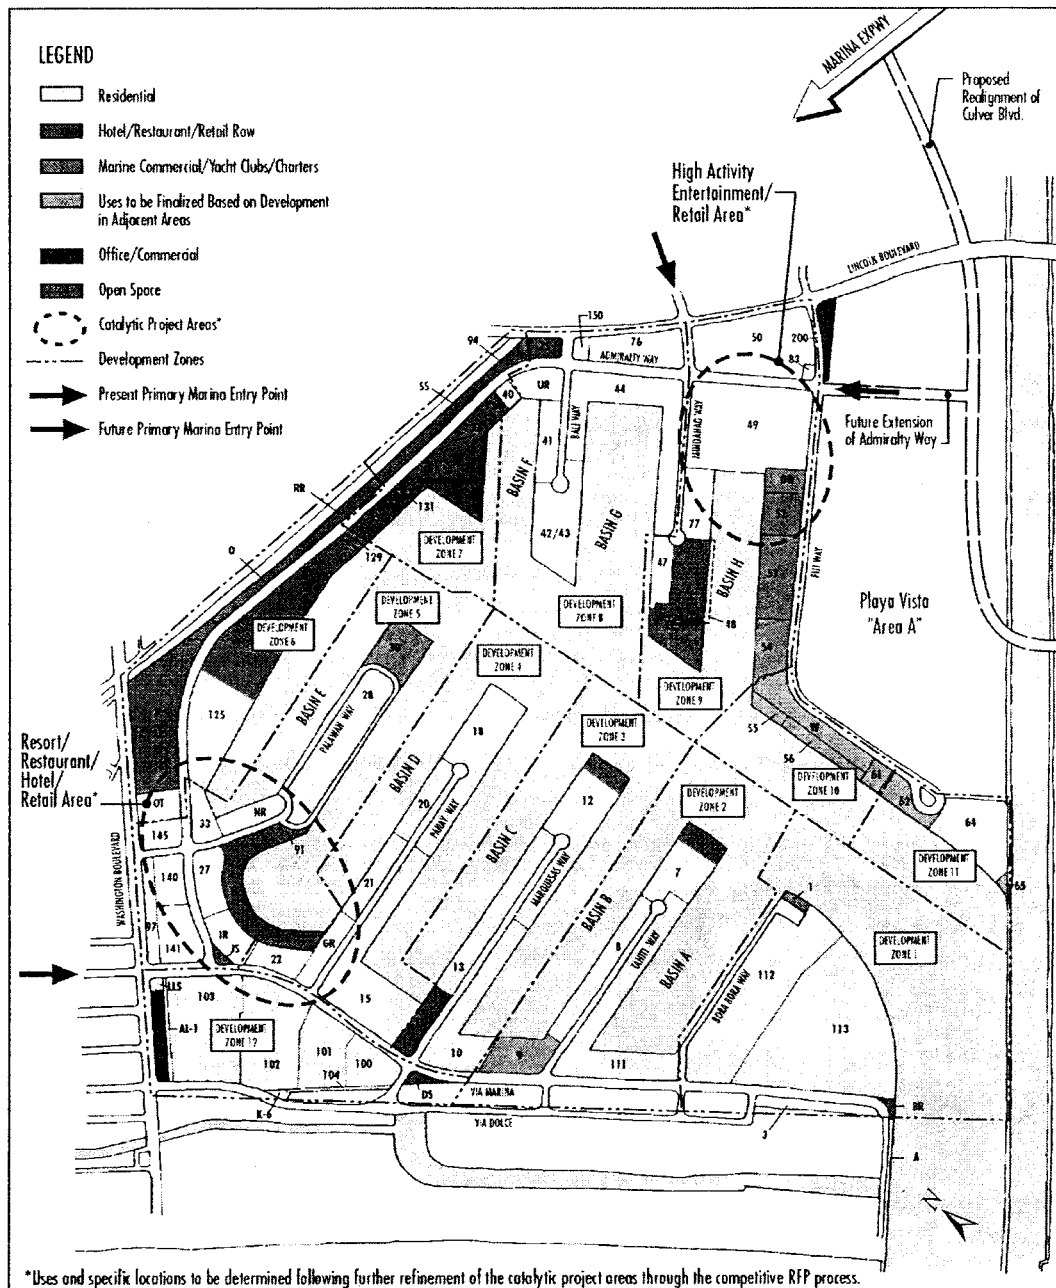 LEGEND
Residential
Hotel/Restaurant/Retail Row
Marine Commercial/Yacht Clubs/Charters
Uses to be Finalized Based on Development
in Adjacent Areas
Office/Commercial
Open Space
Catalytic Project Areas*
Development Zones
Present Primary Marina Entry Point
Future Primary Marina Entry Point
MARINA EXPWY
Proposed
Realignment of
Culver Blvd.
High Activity
Entertainment/
Retail Area*
LINCOLN BOULEVARD
150
94
76
ADMIRALTY WAY
50
200
83
55
UR
40
44
BALI WAY
41
MINDANAO WAY
49
Future Extension
of Admiralty Way
BASIN F
RR
131
42/43
BASIN G
77
BASIN H
FIJI WAY
O
129
DEVELOPMENT
ZONE 7
47
48
Playa Vista
"Area A"
DEVELOPMENT
ZONE 6
DEVELOPMENT
ZONE 5
DEVELOPMENT
ZONE 8
DEVELOPMENT
ZONE 4
DEVELOPMENT
ZONE 9
125
BASIN E
28
PALAWAN WAY
18
DEVELOPMENT
ZONE 3
55
56
61
Resort/
Restaurant/
Hotel/
Retail Area*
BASIN D
DEVELOPMENT
ZONE 10
OT
NR
33
145
20
PANAY WAY
BASIN C
12
DEVELOPMENT
ZONE 2
64
WASHINGTON BOULEVARD
27
91
140
21
MARQUESAS WAY
7
DEVELOPMENT
ZONE 11
65
97
141
IR
JS
22
GR
BASIN B
8
TAHITI WAY
BASIN A
1
DEVELOPMENT
ZONE 1
LLS
103
13
15
BORA BORA WAY
112
113
AL-1
DEVELOPMENT
ZONE 12
102
101
100
104
10
9
111
K-6
DS
VIA MARINA
VIA DOLCE
3
BR
A
N
*Uses and specific locations to be determined following further refinement of the catalytic project areas through the competitive RFP process.